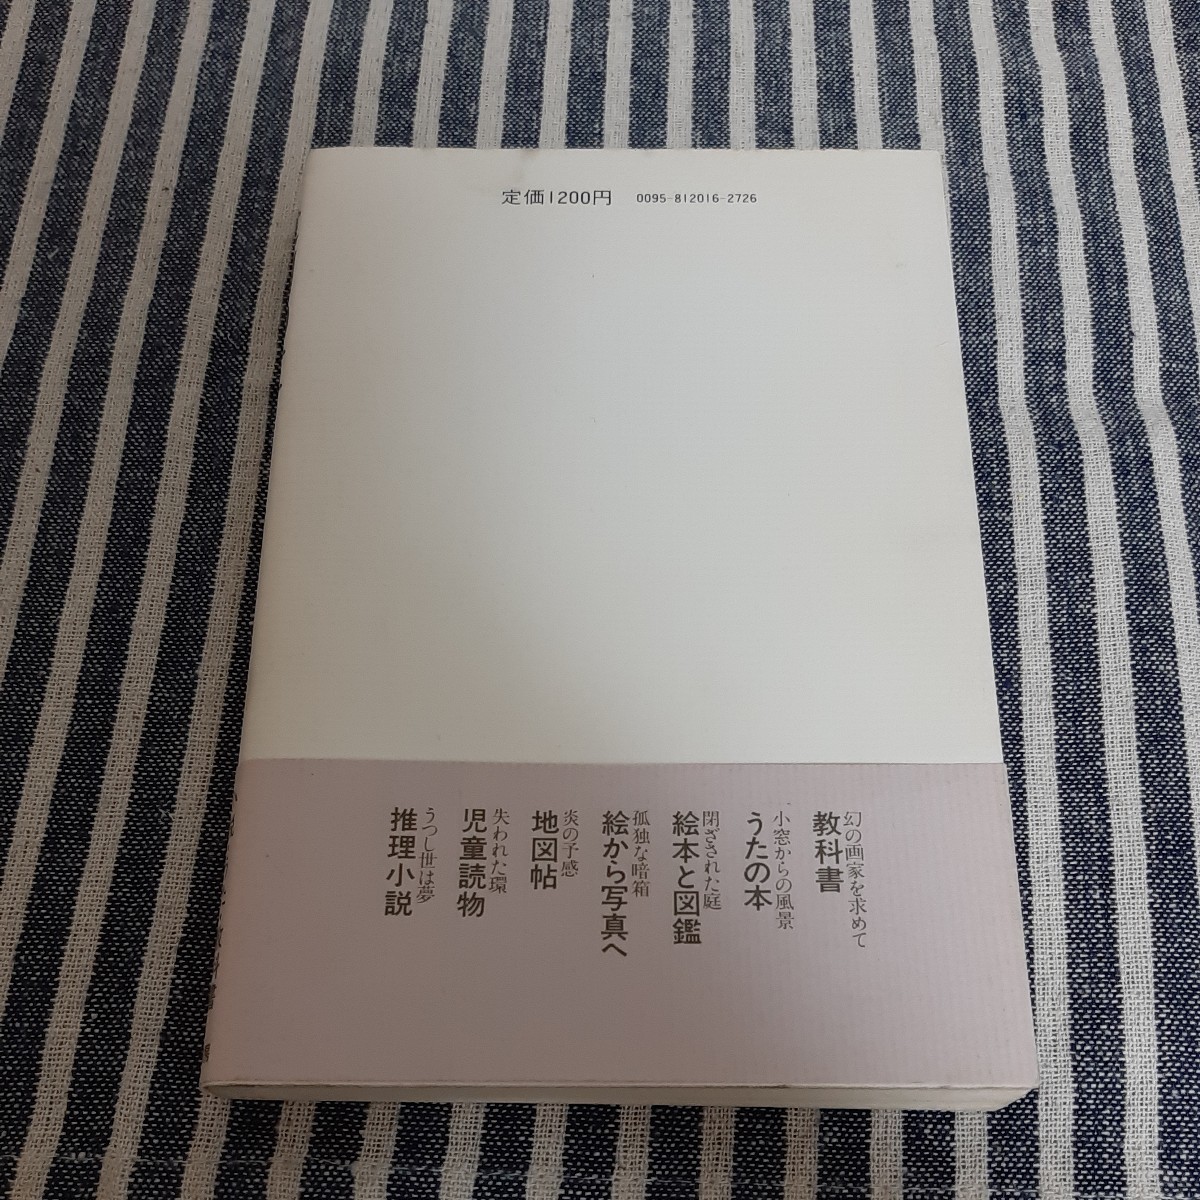 定価1200円 0095-812016-2726
幻の画家を求めて
教科書
小窓からの風景
うたの本
閉ざされた庭
絵本と図鑑
孤独な暗箱
絵から写真へ
炎の予感
地図帖
失われた環
児童読物
うつし世は夢
推理小説